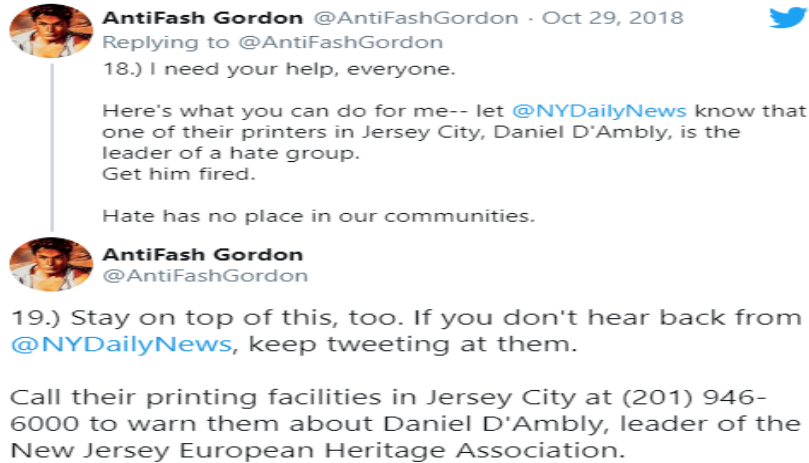 AntiFash Gordon @AntiFashGordon · Oct 29, 2018
Replying to @AntiFashGordon
18.) I need your help, everyone.
Here's what you can do for me-- let @NYDailyNews know that
one of their printers in Jersey City, Daniel D'Ambly, is the
leader of a hate group.
Get him fired.
Hate has no place in our communities.
AntiFash Gordon
@AntiFashGordon
19.) Stay on top of this, too. If you don't hear back from
@NYDailyNews, keep tweeting at them.
Call their printing facilities in Jersey City at (201) 946-
6000 to warn them about Daniel D'Ambly, leader of the
New Jersey European Heritage Association.